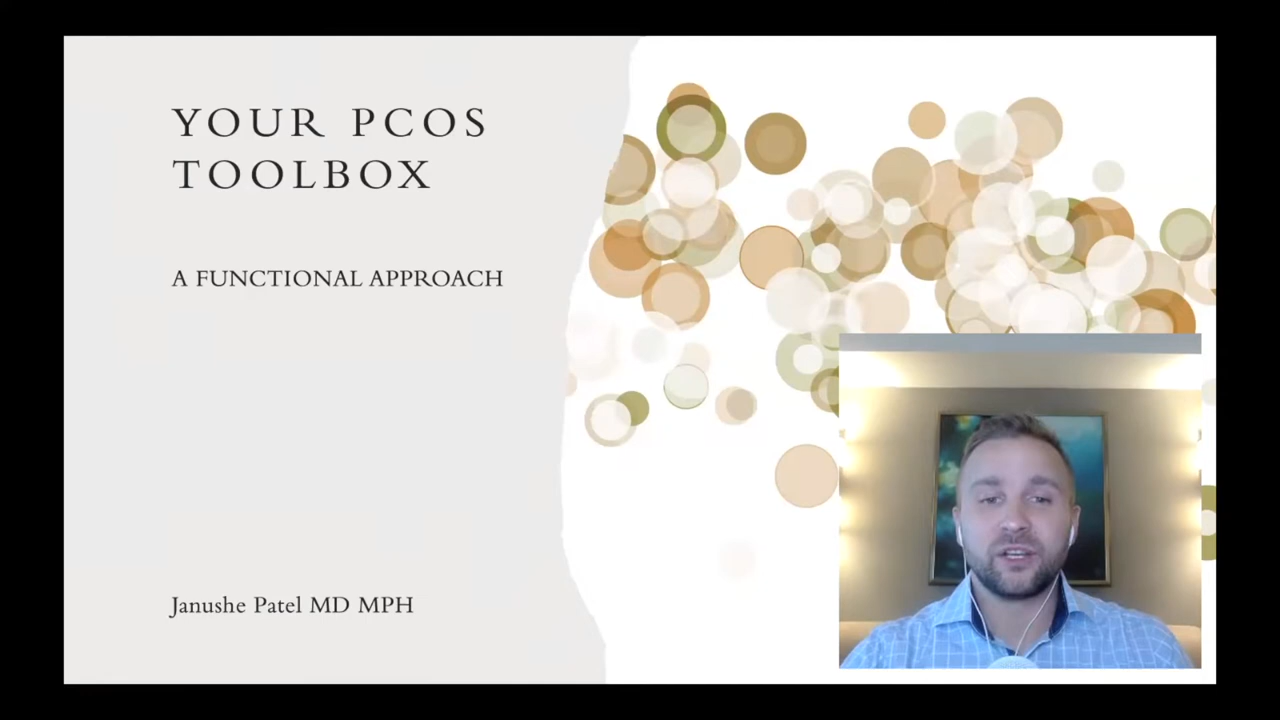 YOUR PCOS
TOOLBOX
A FUNCTIONAL APPROACH
Janushe Patel MD MPH